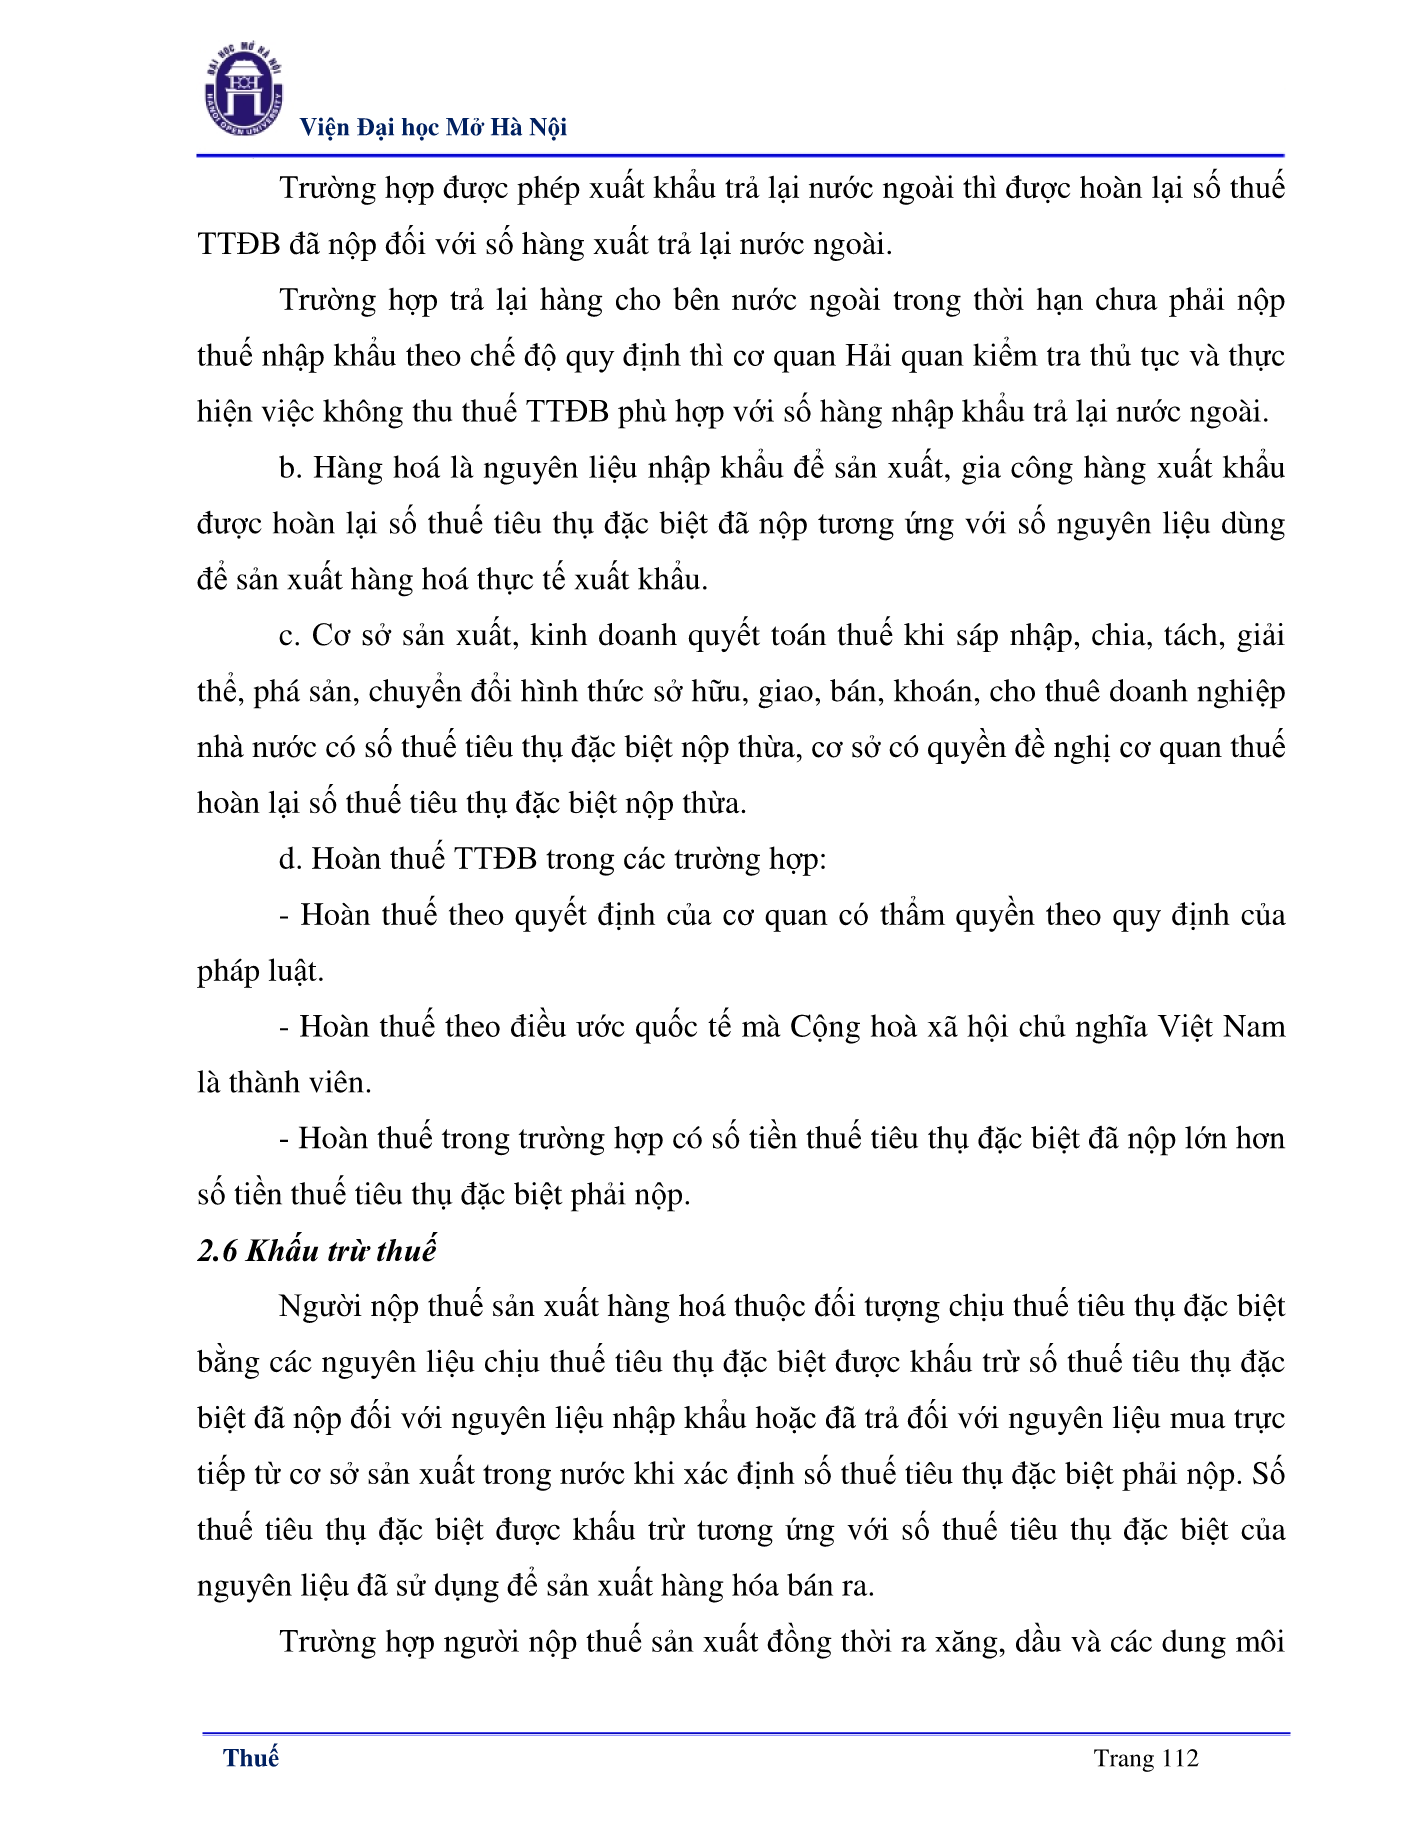 ĐẠI HỌC MỞ HÀ NỘI
HANOI OPEN UNIVERSITY
Viện Đại học Mở Hà Nội
Trường hợp được phép xuất khẩu trả lại nước ngoài thì được hoàn lại số thuế
TTĐB đã nộp đối với số hàng xuất trả lại nước ngoài.
Trường hợp trả lại hàng cho bên nước ngoài trong thời hạn chưa phải nộp
thuế nhập khẩu theo chế độ quy định thì cơ quan Hải quan kiểm tra thủ tục và thực
hiện việc không thu thuế TTĐB phù hợp với số hàng nhập khẩu trả lại nước ngoài.
b. Hàng hoá là nguyên liệu nhập khẩu để sản xuất, gia công hàng xuất khẩu
được hoàn lại số thuế tiêu thụ đặc biệt đã nộp tương ứng với số nguyên liệu dùng
để sản xuất hàng hoá thực tế xuất khẩu.
c. Cơ sở sản xuất, kinh doanh quyết toán thuế khi sáp nhập, chia, tách, giải
thể, phá sản, chuyển đổi hình thức sở hữu, giao, bán, khoán, cho thuê doanh nghiệp
nhà nước có số thuế tiêu thụ đặc biệt nộp thừa, cơ sở có quyền đề nghị cơ quan thuế
hoàn lại số thuế tiêu thụ đặc biệt nộp thừa.
d. Hoàn thuế TTĐB trong các trường hợp:
- Hoàn thuế theo quyết định của cơ quan có thẩm quyền theo quy định của
pháp luật.
- Hoàn thuế theo điều ước quốc tế mà Cộng hoà xã hội chủ nghĩa Việt Nam
là thành viên.
- Hoàn thuế trong trường hợp có số tiền thuế tiêu thụ đặc biệt đã nộp lớn hơn
số tiền thuế tiêu thụ đặc biệt phải nộp.
2.6 Khấu trừ thuế
Người nộp thuế sản xuất hàng hoá thuộc đối tượng chịu thuế tiêu thụ đặc biệt
bằng các nguyên liệu chịu thuế tiêu thụ đặc biệt được khấu trừ số thuế tiêu thụ đặc
biệt đã nộp đối với nguyên liệu nhập khẩu hoặc đã trả đối với nguyên liệu mua trực
tiếp từ cơ sở sản xuất trong nước khi xác định số thuế tiêu thụ đặc biệt phải nộp. Số
thuế tiêu thụ đặc biệt được khấu trừ tương ứng với số thuế tiêu thụ đặc biệt của
nguyên liệu đã sử dụng để sản xuất hàng hóa bán ra.
Trường hợp người nộp thuế sản xuất đồng thời ra xăng, dầu và các dung môi
Thuế
Trang 112